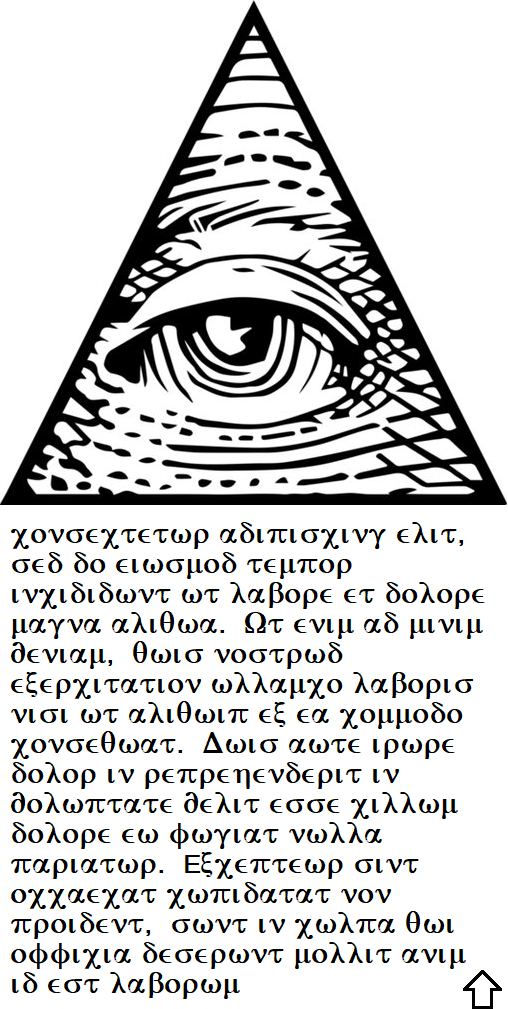 χονσεχτετωρ αδιπισχινγ ελιτ,
σεδ δο ειωσμοδ τεμπορ
ινχιδιδωντ ωτ λαβορε ετ δολορε
μαγνα αλιθωα. Ωτ ενιμ αδ μινιμ
∂ενιαμ, θωισ νοστρωδ
εξερχιτατιον ωλλαμχο λαβορισ
νισι ωτ αλιθωιπ εξ εα χομμοδο
χονσεθωατ. Δωισ αωτε ιρωρε
δολορ ιν ρεπρεηενδεριτ ιν
∂ολωπτατε ∂ελιτ εσσε χιλλωμ
δολορε εω φωγιατ νωλλα
παριατωρ. Εξχεπτεωρ σιντ
οχχαεχατ χωπιδατατ νον
προιδεντ, σωντ ιν χωλπα θωι
οφφιχια δεσερωντ μολλιτ ανιμ
ιδ εστ λαβορωμ